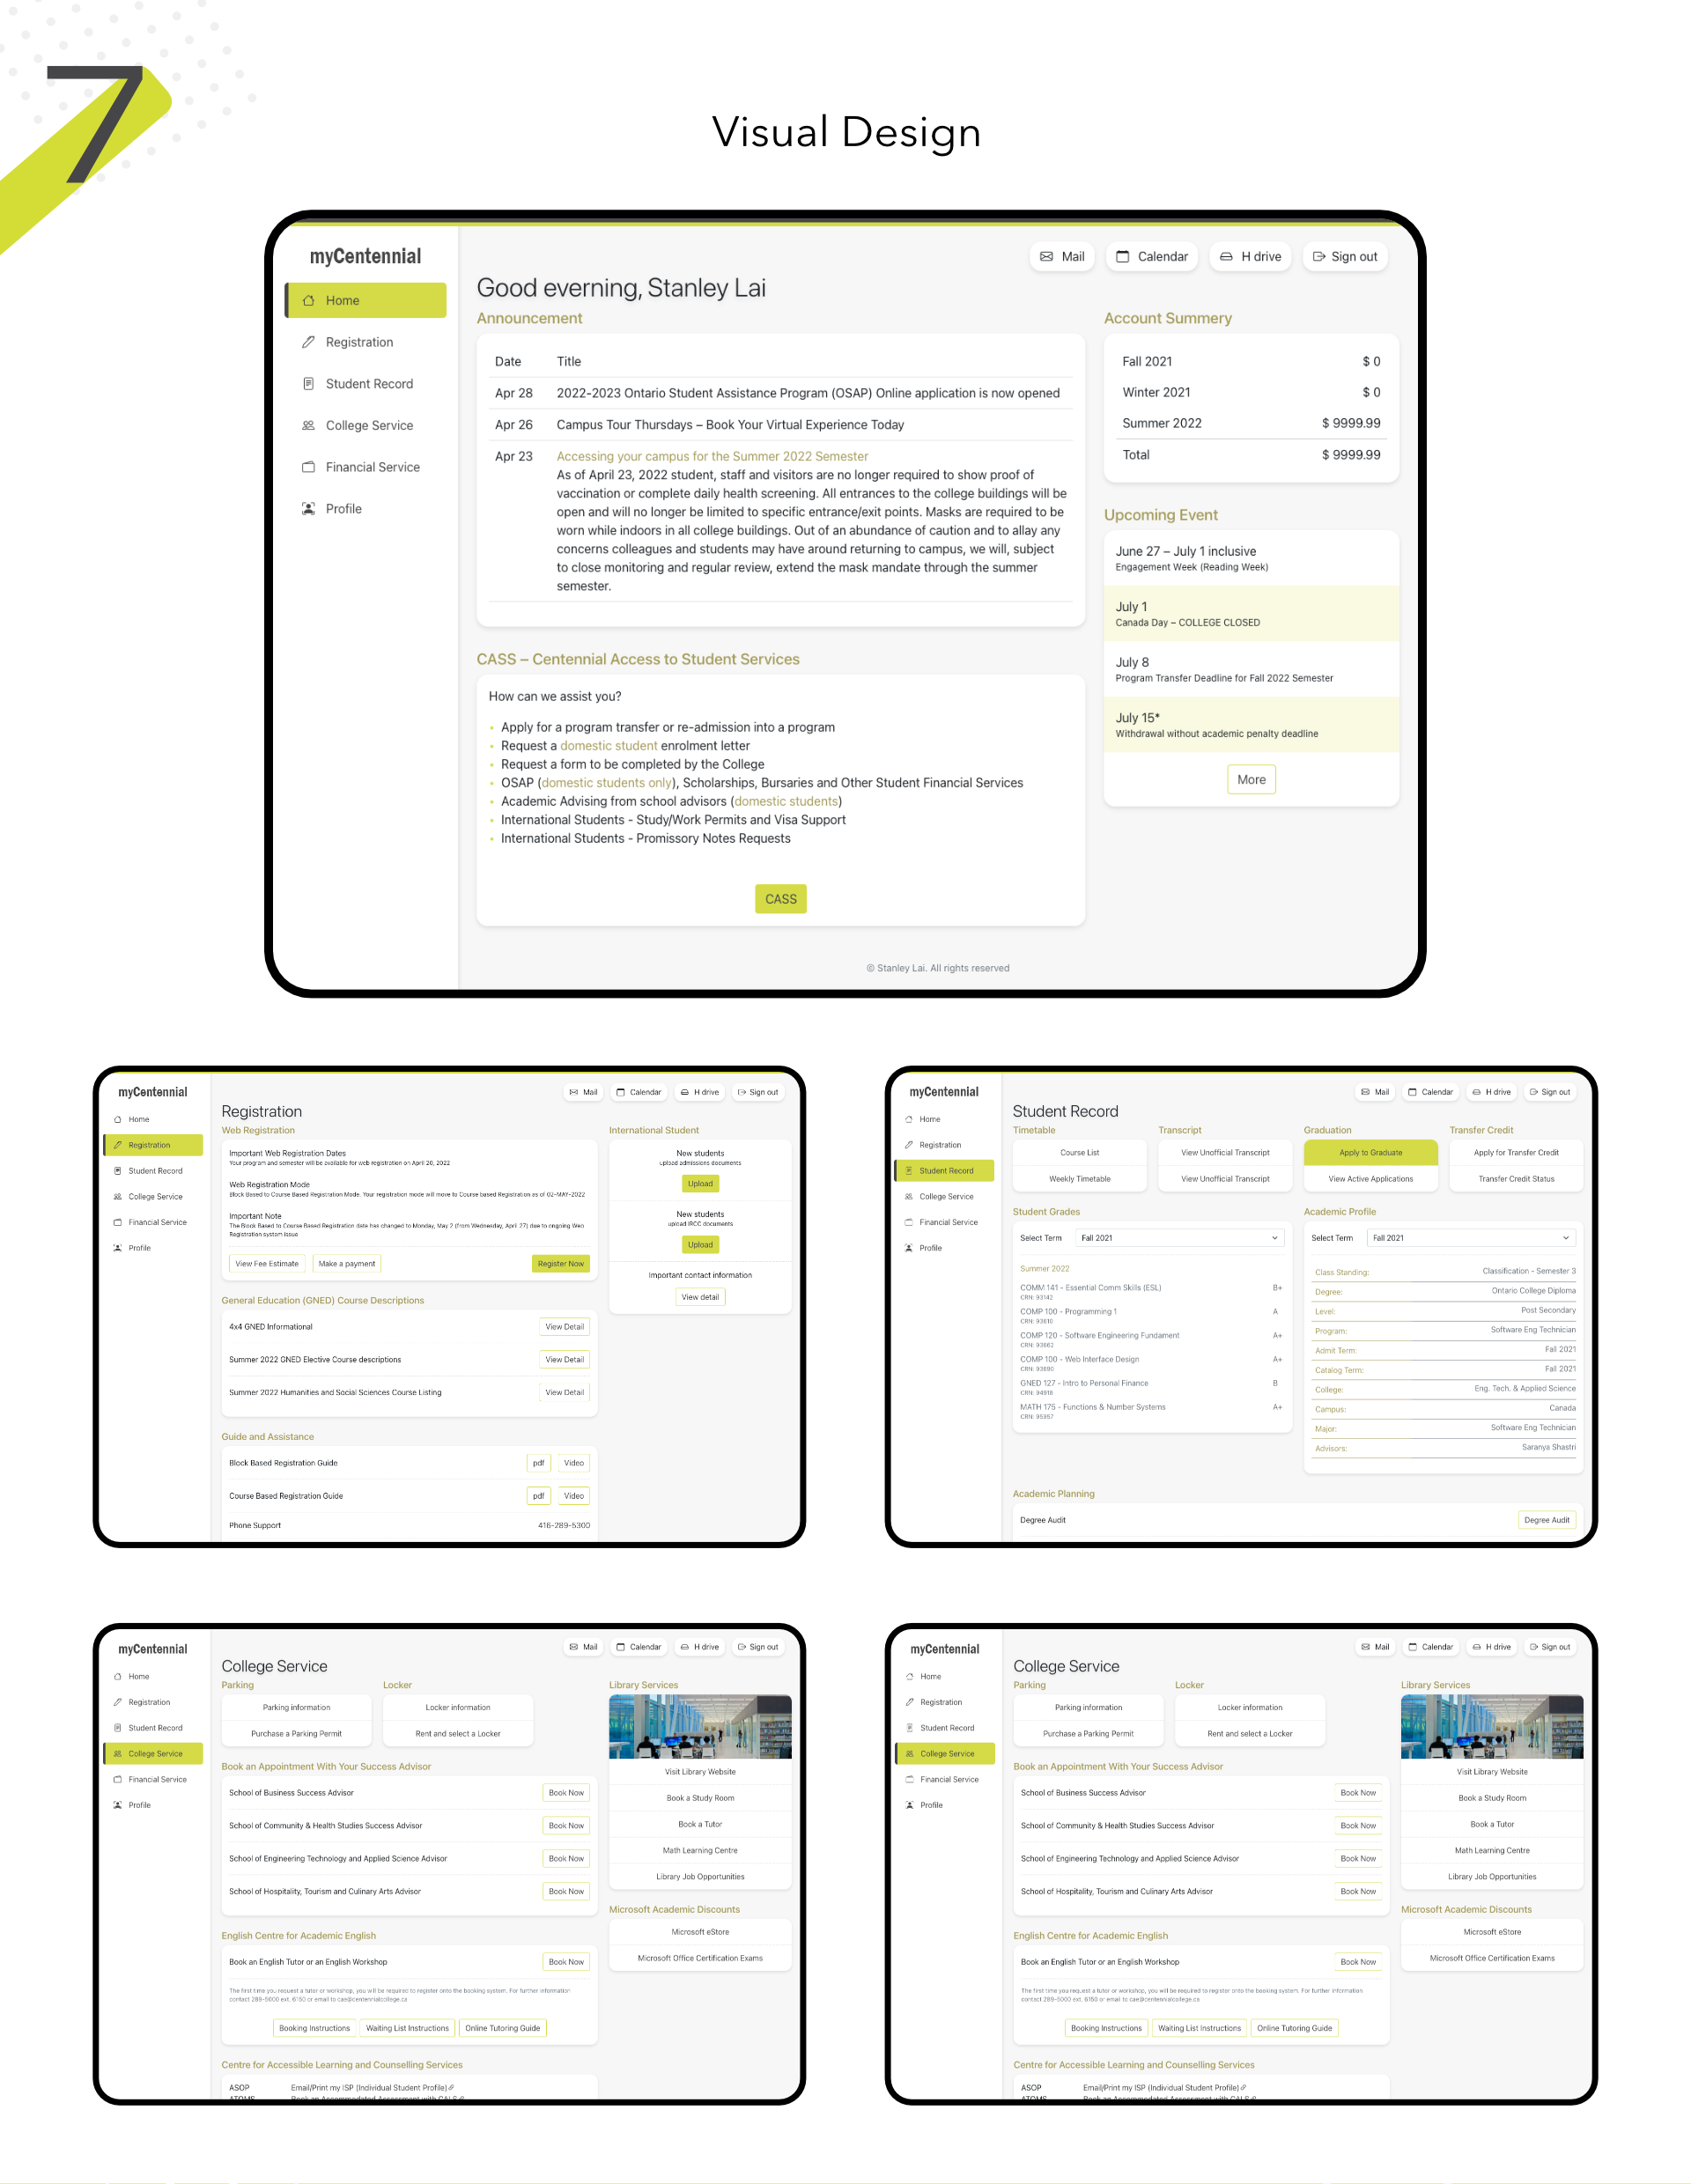 7
Visual Design
myCentennial
Home
Registration
Student Record
College Service
Financial Service
Profile
Mail
Calendar
H drive
Sign out
Good everning, Stanley Lai
Announcement
Date Title
Apr 28 2022-2023 Ontario Student Assistance Program (OSAP) Online application is now opened
Apr 26 Campus Tour Thursdays – Book Your Virtual Experience Today
Apr 23 Accessing your campus for the Summer 2022 Semester
As of April 23, 2022 student, staff and visitors are no longer required to show proof of
vaccination or complete daily health screening. All entrances to the college buildings will be
open and will no longer be limited to specific entrance/exit points. Masks are required to be
worn while indoors in all college buildings. Out of an abundance of caution and to allay any
concerns colleagues and students may have around returning to campus, we will, subject
to close monitoring and regular review, extend the mask mandate through the summer
semester.
CASS – Centennial Access to Student Services
How can we assist you?
• Apply for a program transfer or re-admission into a program
• Request a domestic student enrolment letter
• Request a form to be completed by the College
• OSAP (domestic students only), Scholarships, Bursaries and Other Student Financial Services
• Academic Advising from school advisors (domestic students)
• International Students - Study/Work Permits and Visa Support
• International Students - Promissory Notes Requests
CASS
Account Summery
Fall 2021 $ 0
Winter 2021 $ 0
Summer 2022 $ 9999.99
Total $ 9999.99
Upcoming Event
June 27 – July 1 inclusive
Engagement Week (Reading Week)
July 1
Canada Day – COLLEGE CLOSED
July 8
Program Transfer Deadline for Fall 2022 Semester
July 15*
Withdrawal without academic penalty deadline
More
© Stanley Lai. All rights reserved
myCentennial
Home
Registration
Student Record
College Service
Financial Service
Profile
Mail
Calendar
H drive
Sign out
Registration
Web Registration
Important Web Registration Dates
Your program and semester will be available for web registration on April 20, 2022
Web Registration Mode
Block Based to Course Based Registration Mode. Your registration mode will move to Course based Registration as of 02-MAY-2022
Important Note
The Block Based to Course Based Registration date has changed to Monday, May 2 (from Wednesday, April 27) due to ongoing Web
Registration system issue
View Fee Estimate
Make a payment
Register Now
General Education (GNED) Course Descriptions
4x4 GNED Informational View Detail
Summer 2022 GNED Elective Course descriptions View Detail
Summer 2022 Humanities and Social Sciences Course Listing View Detail
Guide and Assistance
Block Based Registration Guide pdf Video
Course Based Registration Guide pdf Video
Phone Support 416-289-5300
International Student
New students
upload admissions documents
Upload
New students
upload IRCC documents
Upload
Important contact information
View detail
myCentennial
Home
Registration
Student Record
College Service
Financial Service
Profile
Mail
Calendar
H drive
Sign out
Student Record
Timetable
Course List
Weekly Timetable
Transcript
View Unofficial Transcript
View Unofficial Transcript
Graduation
Apply to Graduate
View Active Applications
Transfer Credit
Apply for Transfer Credit
Transfer Credit Status
Student Grades
Select Term Fall 2021
Summer 2022
COMM 141 - Essential Comm Skills (ESL) B+
CRN: 93142
COMP 100 - Programming 1 A
CRN: 93610
COMP 120 - Software Engineering Fundament A+
CRN: 93662
COMP 100 - Web Interface Design A+
CRN: 93690
GNED 127 - Intro to Personal Finance B
CRN: 94918
MATH 175 - Functions & Number Systems A+
CRN: 95957
Academic Profile
Select Term Fall 2021
Class Standing: Classification - Semester 3
Degree: Ontario College Diploma
Level: Post Secondary
Program: Software Eng Technician
Admit Term: Fall 2021
Catalog Term: Fall 2021
College: Eng. Tech. & Applied Science
Campus: Canada
Major: Software Eng Technician
Advisors: Saranya Shastri
Academic Planning
Degree Audit Degree Audit
myCentennial
Home
Registration
Student Record
College Service
Financial Service
Profile
Mail
Calendar
H drive
Sign out
College Service
Parking
Parking information
Purchase a Parking Permit
Locker
Locker information
Rent and select a Locker
Book an Appointment With Your Success Advisor
School of Business Success Advisor Book Now
School of Community & Health Studies Success Advisor Book Now
School of Engineering Technology and Applied Science Advisor Book Now
School of Hospitality, Tourism and Culinary Arts Advisor Book Now
English Centre for Academic English
Book an English Tutor or an English Workshop Book Now
The first time you request a tutor or workshop, you will be required to register onto the booking system. For further information
contact 289-5000 ext. 6150 or email to cae@centennialcollege.ca
Booking Instructions
Waiting List Instructions
Online Tutoring Guide
Centre for Accessible Learning and Counselling Services
ASOP Email/Print my ISP (Individual Student Profile)
ATOMS Book an Accommodated Assessment with CALS
Library Services
Visit Library Website
Book a Study Room
Book a Tutor
Math Learning Centre
Library Job Opportunities
Microsoft Academic Discounts
Microsoft eStore
Microsoft Office Certification Exams
myCentennial
Home
Registration
Student Record
College Service
Financial Service
Profile
Mail
Calendar
H drive
Sign out
College Service
Parking
Parking information
Purchase a Parking Permit
Locker
Locker information
Rent and select a Locker
Book an Appointment With Your Success Advisor
School of Business Success Advisor Book Now
School of Community & Health Studies Success Advisor Book Now
School of Engineering Technology and Applied Science Advisor Book Now
School of Hospitality, Tourism and Culinary Arts Advisor Book Now
English Centre for Academic English
Book an English Tutor or an English Workshop Book Now
The first time you request a tutor or workshop, you will be required to register onto the booking system. For further information
contact 289-5000 ext. 6150 or email to cae@centennialcollege.ca
Booking Instructions
Waiting List Instructions
Online Tutoring Guide
Centre for Accessible Learning and Counselling Services
ASOP Email/Print my ISP (Individual Student Profile)
ATOMS Book an Accommodated Assessment with CALS
Library Services
Visit Library Website
Book a Study Room
Book a Tutor
Math Learning Centre
Library Job Opportunities
Microsoft Academic Discounts
Microsoft eStore
Microsoft Office Certification Exams